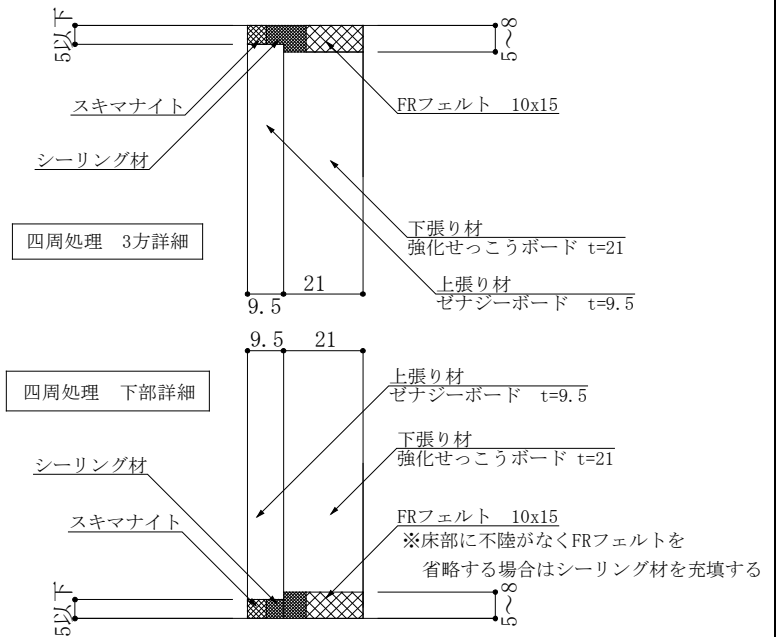 5以下
5～8
スキマナイト
FRフェルト　10x15
シーリング材
下張り材
強化せっこうボード t=21
四周処理　3方詳細
上張り材
ゼナジーボード　t=9.5
21
9.5
9.5
21
上張り材
ゼナジーボード　t=9.5
四周処理　下部詳細
下張り材
強化せっこうボード t=21
シーリング材
スキマナイト
FRフェルト　10x15
※床部に不陸がなくFRフェルトを
省略する場合はシーリング材を充填する
5以下
5～8